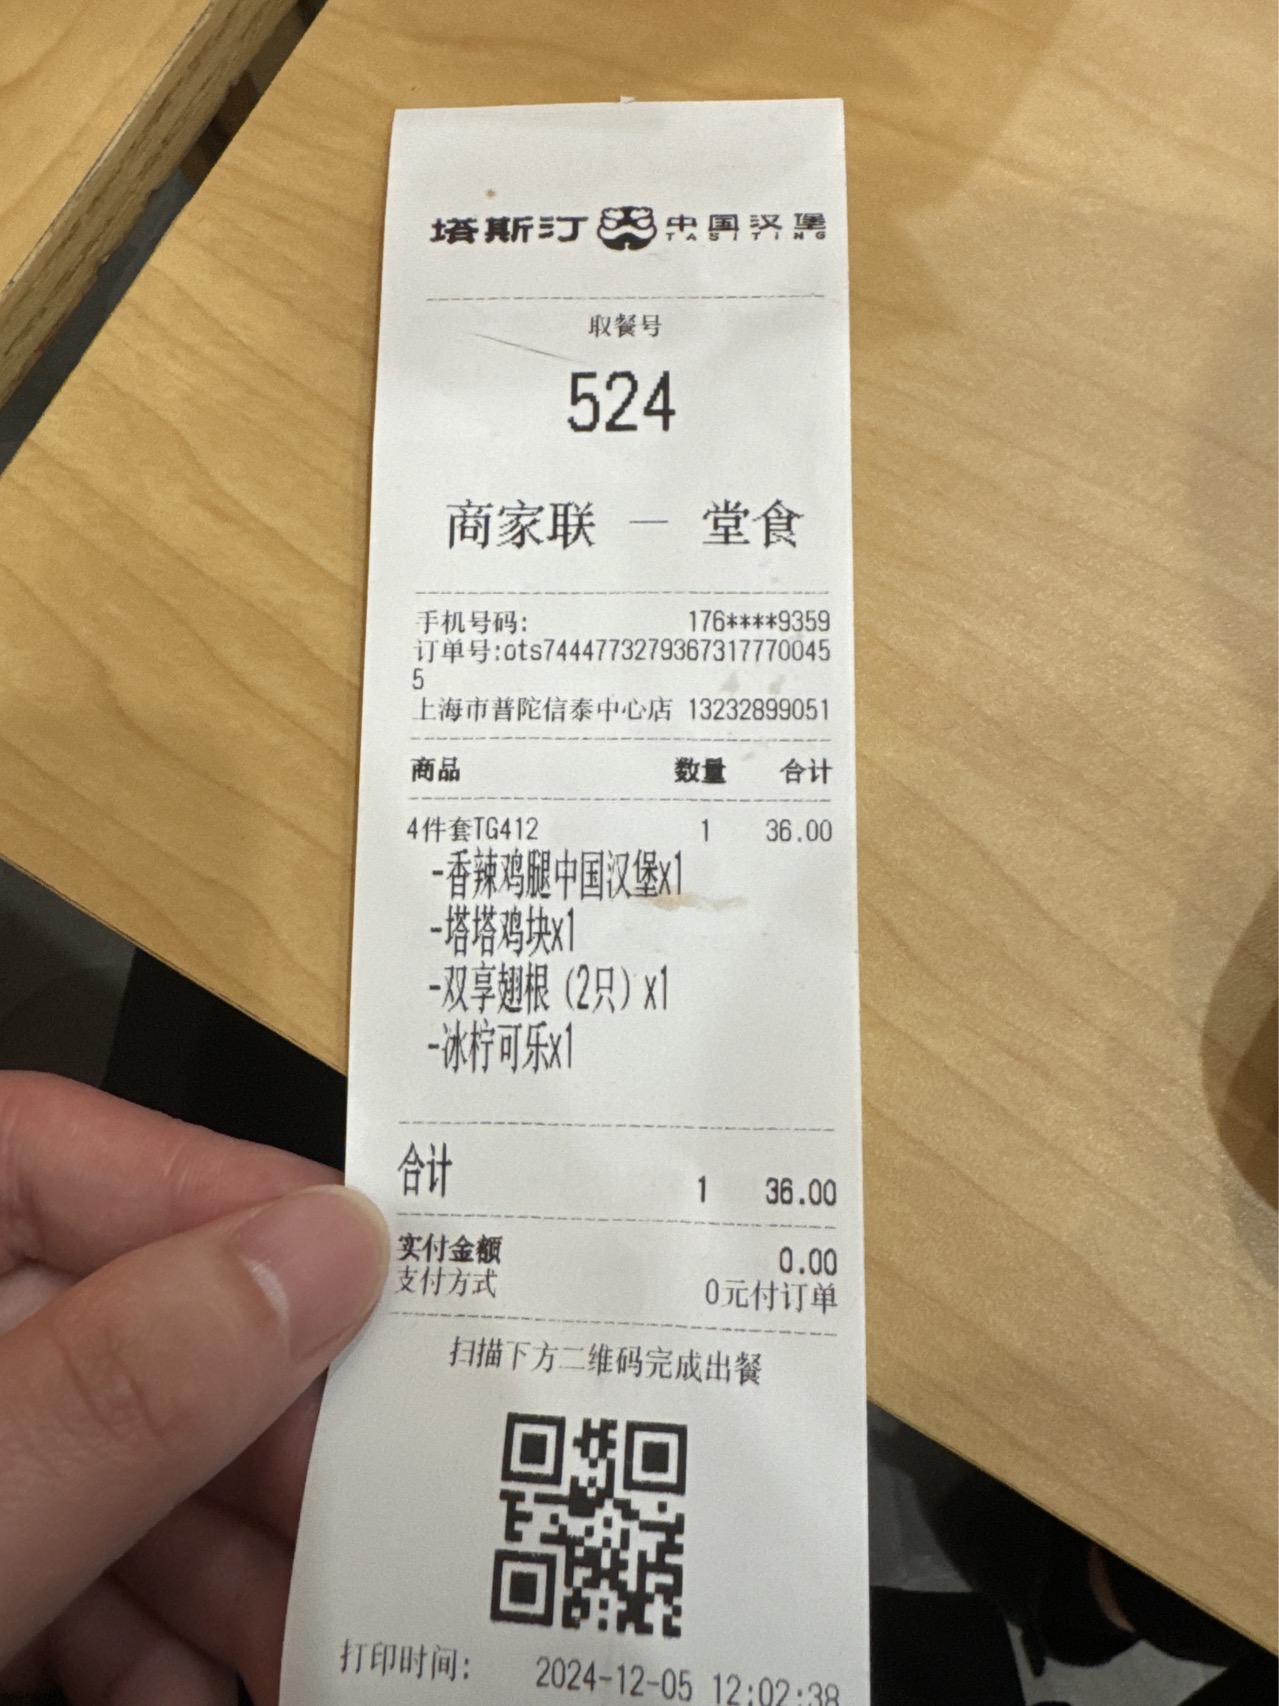 塔斯汀 中国汉堡
TASITING
取餐号
524
商家联 — 堂食
手机号码: 176****9359
订单号:ots7444773279367317770045
5
上海市普陀信泰中心店 13232899051
商品 数量 合计
4件套TG412 1 36.00
-香辣鸡腿中国汉堡x1
-塔塔鸡块x1
-双享翅根（2只）x1
-冰柠可乐x1
合计 1 36.00
实付金额 0.00
支付方式 0元付订单
扫描下方二维码完成出餐
打印时间: 2024-12-05 12:02:38